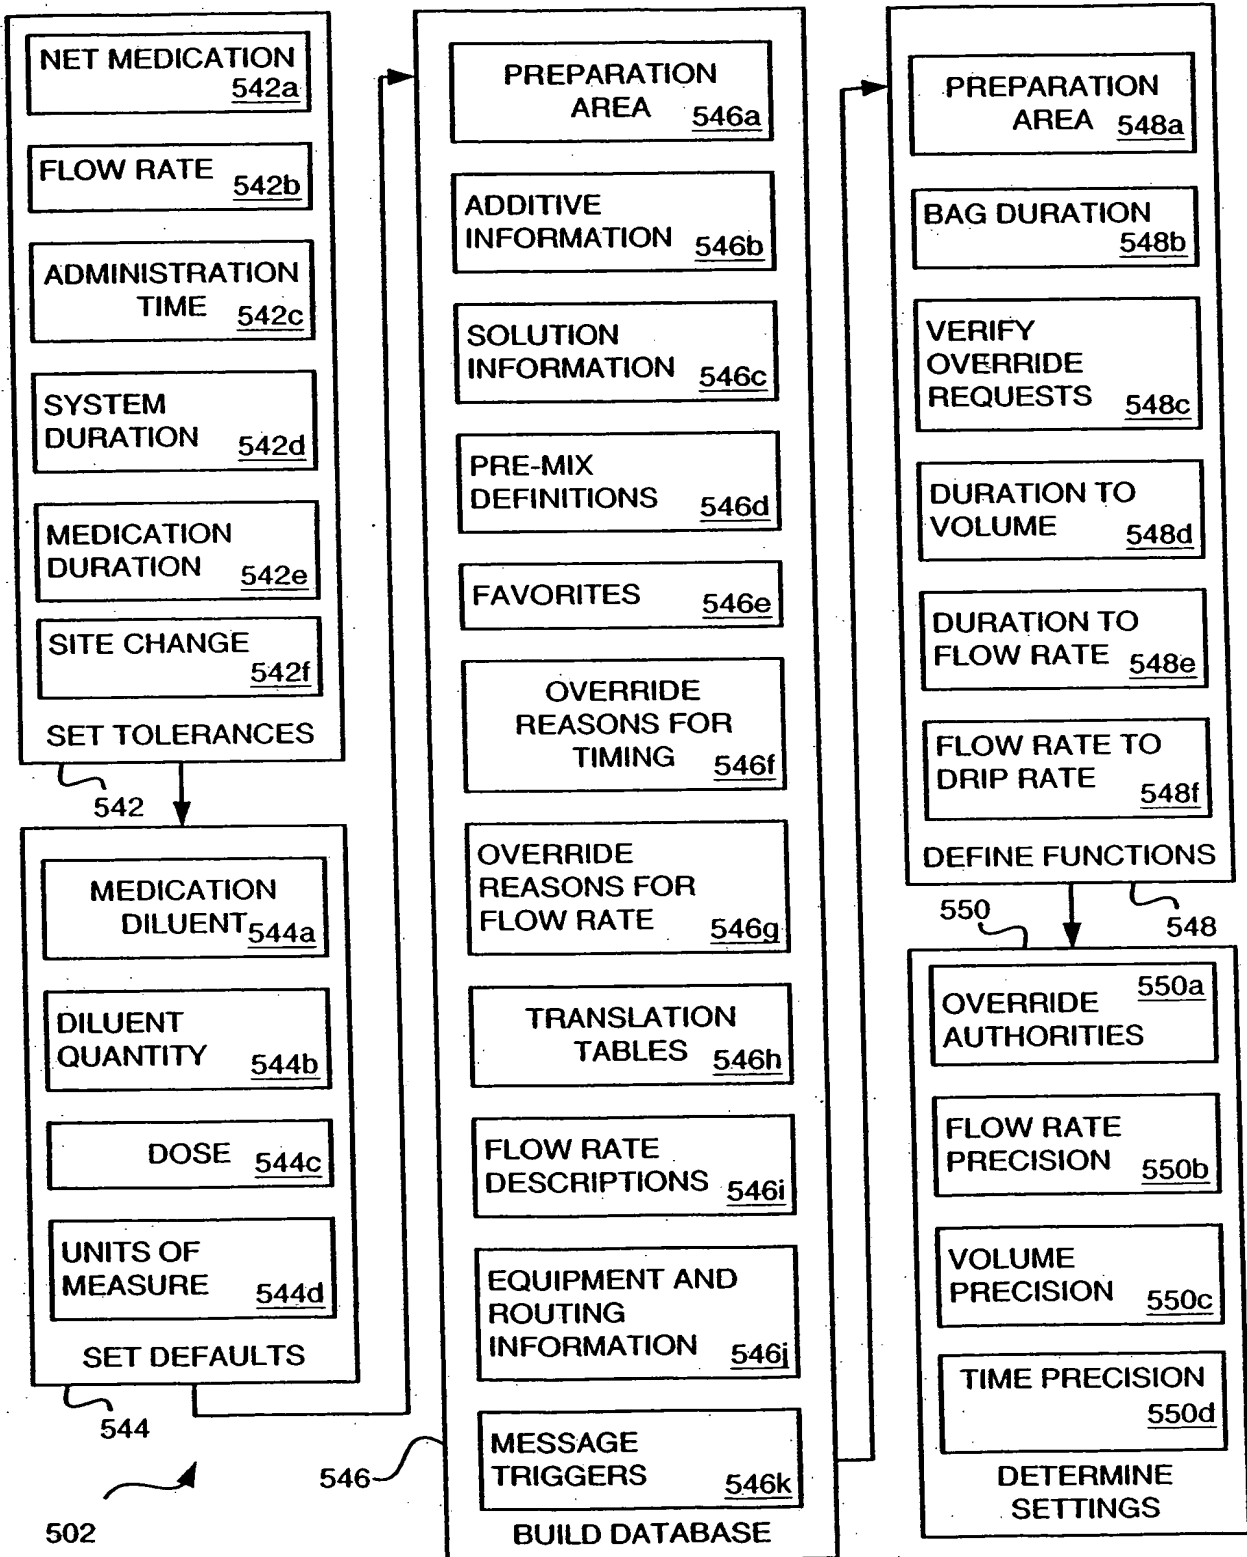 NET MEDICATION
542a
FLOW RATE
542b
ADMINISTRATION
TIME 542c
SYSTEM
DURATION 542d
MEDICATION
DURATION 542e
SITE CHANGE
542f
SET TOLERANCES
542
MEDICATION
DILUENT 544a
DILUENT
QUANTITY 544b
DOSE 544c
UNITS OF
MEASURE 544d
SET DEFAULTS
544
502
PREPARATION
AREA 546a
ADDITIVE
INFORMATION 546b
SOLUTION
INFORMATION 546c
PRE-MIX
DEFINITIONS 546d
FAVORITES 546e
OVERRIDE
REASONS FOR
TIMING 546f
OVERRIDE
REASONS FOR
FLOW RATE 546g
TRANSLATION
TABLES 546h
FLOW RATE
DESCRIPTIONS 546i
EQUIPMENT AND
ROUTING
INFORMATION 546j
MESSAGE
TRIGGERS 546k
BUILD DATABASE
546
PREPARATION
AREA 548a
BAG DURATION
548b
VERIFY
OVERRIDE
REQUESTS 548c
DURATION TO
VOLUME 548d
DURATION TO
FLOW RATE 548e
FLOW RATE TO
DRIP RATE 548f
DEFINE FUNCTIONS
548
550
550a
OVERRIDE
AUTHORITIES
FLOW RATE
PRECISION 550b
VOLUME
PRECISION 550c
TIME PRECISION
550d
DETERMINE
SETTINGS